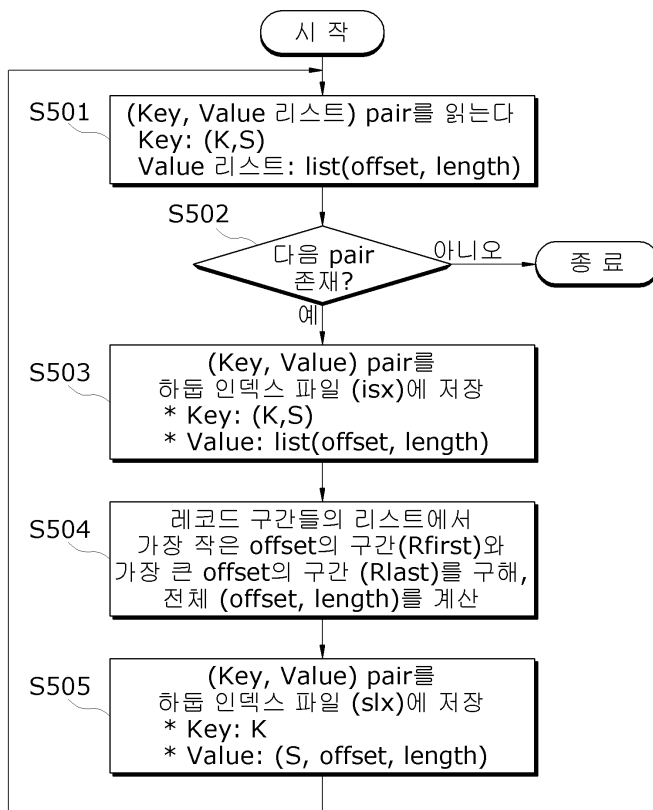 시 작
S501
(Key, Value 리스트) pair를 읽는다
Key: (K,S)
Value 리스트: list(offset, length)
S502
다음 pair
존재?
아니오
종 료
예
S503
(Key, Value) pair를
하둡 인덱스 파일 (isx)에 저장
* Key: (K,S)
* Value: list(offset, length)
S504
레코드 구간들의 리스트에서
가장 작은 offset의 구간(Rfirst)와
가장 큰 offset의 구간 (Rlast)를 구해,
전체 (offset, length)를 계산
S505
(Key, Value) pair를
하둡 인덱스 파일 (slx)에 저장
* Key: K
* Value: (S, offset, length)